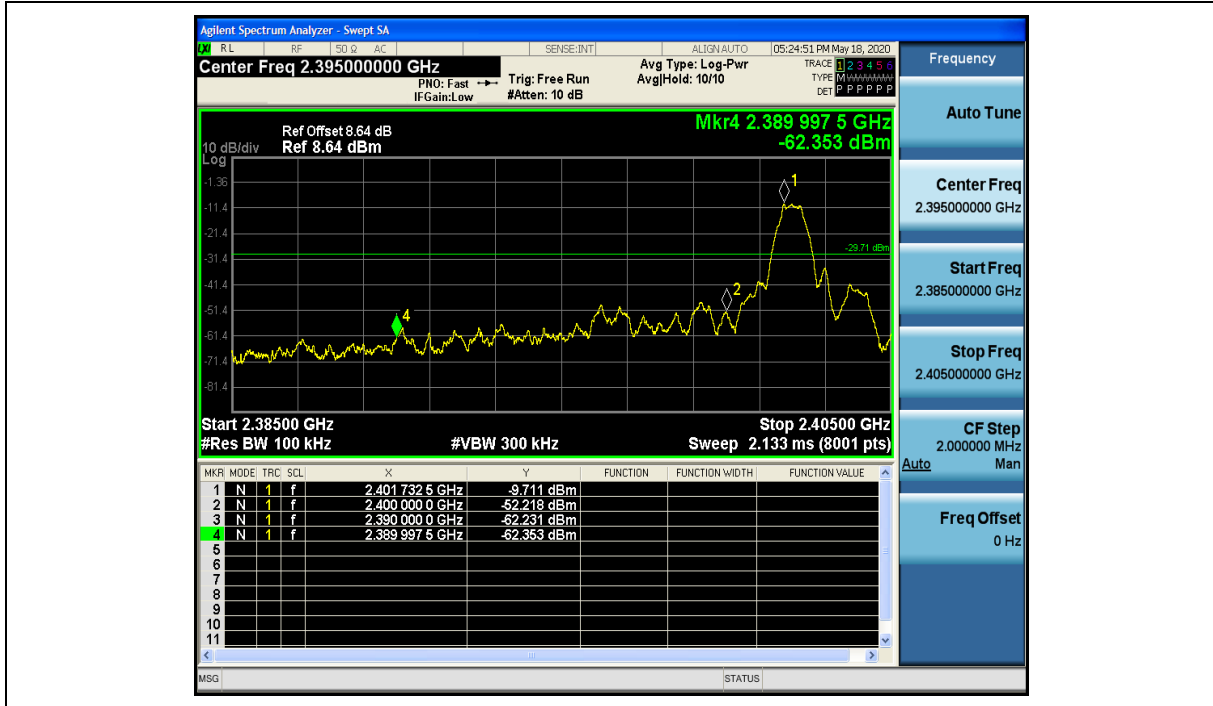 Agilent Spectrum Analyzer - Swept SA
LXI RL RF 50 Ω AC SENSE:INT ALIGN AUTO 05:24:51 PM May 18, 2020
Center Freq 2.395000000 GHz
PNO: Fast
IFGain:Low
Trig: Free Run
#Atten: 10 dB
Avg Type: Log-Pwr
Avg|Hold: 10/10
TRACE 1 2 3 4 5 6
TYPE MWWWWW
DET P P P P P P
Mkr4 2.389 997 5 GHz
-62.353 dBm
Ref Offset 8.64 dB
10 dB/div Ref 8.64 dBm
Log
-1.36
-11.4
-21.4
-31.4
-41.4
-51.4
-61.4
-71.4
-81.4
1
-29.71 dBm
2
4
Start 2.38500 GHz Stop 2.40500 GHz
#Res BW 100 kHz #VBW 300 kHz Sweep 2.133 ms (8001 pts)
MKR MODE TRC SCL X Y FUNCTION FUNCTION WIDTH FUNCTION VALUE
1 N 1 f 2.401 732 5 GHz -9.711 dBm
2 N 1 f 2.400 000 0 GHz -52.218 dBm
3 N 1 f 2.390 000 0 GHz -62.231 dBm
4 N 1 f 2.389 997 5 GHz -62.353 dBm
5
6
7
8
9
10
11
MSG STATUS
Frequency
Auto Tune
Center Freq
2.395000000 GHz
Start Freq
2.385000000 GHz
Stop Freq
2.405000000 GHz
CF Step
2.000000 MHz
Auto Man
Freq Offset
0 Hz